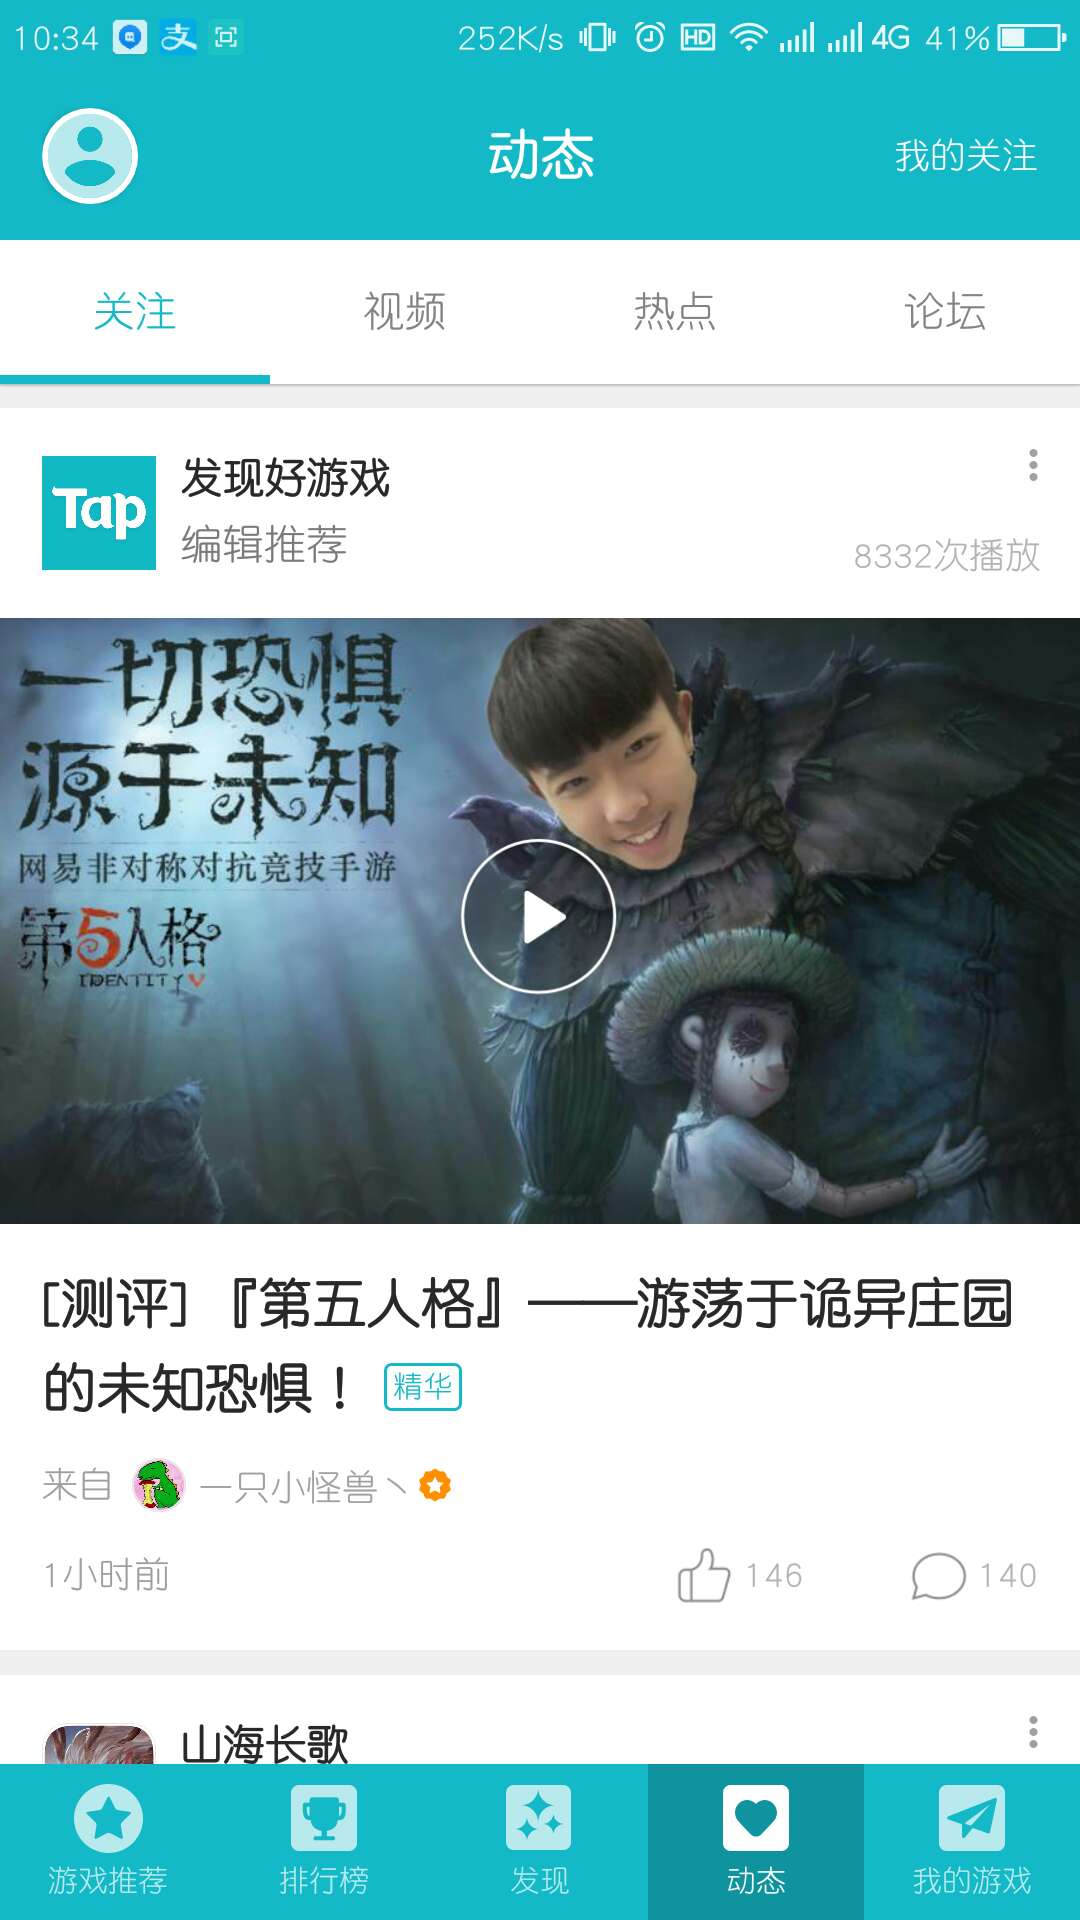 10:34 支 252K/s HD 4G 41%
动态
我的关注
关注 视频 热点 论坛
Tap
发现好游戏
编辑推荐
8332次播放
一切恐惧
源于未知
网易非对称对抗竞技手游
第5人格
IDENTITY V
[测评]『第五人格』——游荡于诡异庄园
的未知恐惧！ 精华
来自 一只小怪兽丶
1小时前 146 140
山海长歌
游戏推荐 排行榜 发现 动态 我的游戏